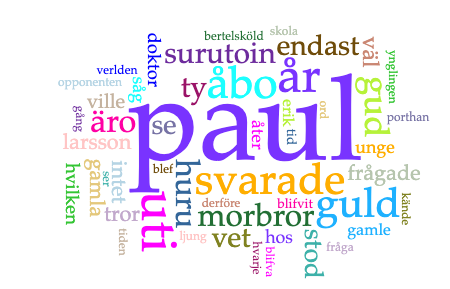 bertelsköld
skola
doktor
surutoin
endast
väl
ynglingen
verlden
opponenten
såg
ty
åbo
år
gud
ville
erik
tid
ord
porthan
gång
äro
se
paul
åter
unge
larsson
hvilken
gamla
ser
intet
blef
huru
svarade
frågade
tror
uti
derföre
blifvit
morbror
guld
kände
tiden
ljung
vet
hvarje
hos
blifva
stod
gamle
fråga